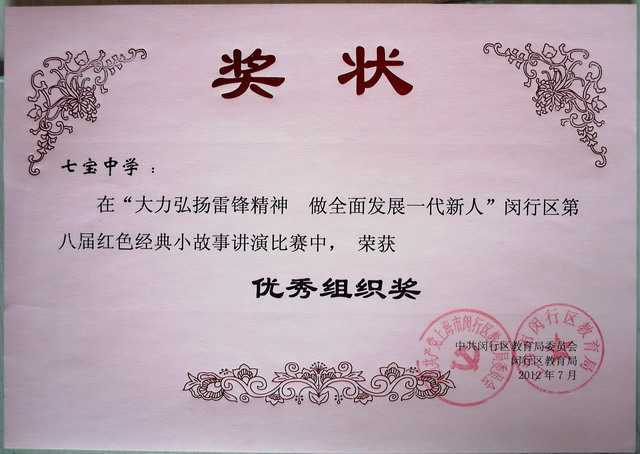 奖 状
七宝中学：
在“大力弘扬雷锋精神　做全面发展一代新人”闵行区第
八届红色经典小故事讲演比赛中， 荣获
优秀组织奖
中共闵行区教育局委员会
闵行区教育局
2012年7月